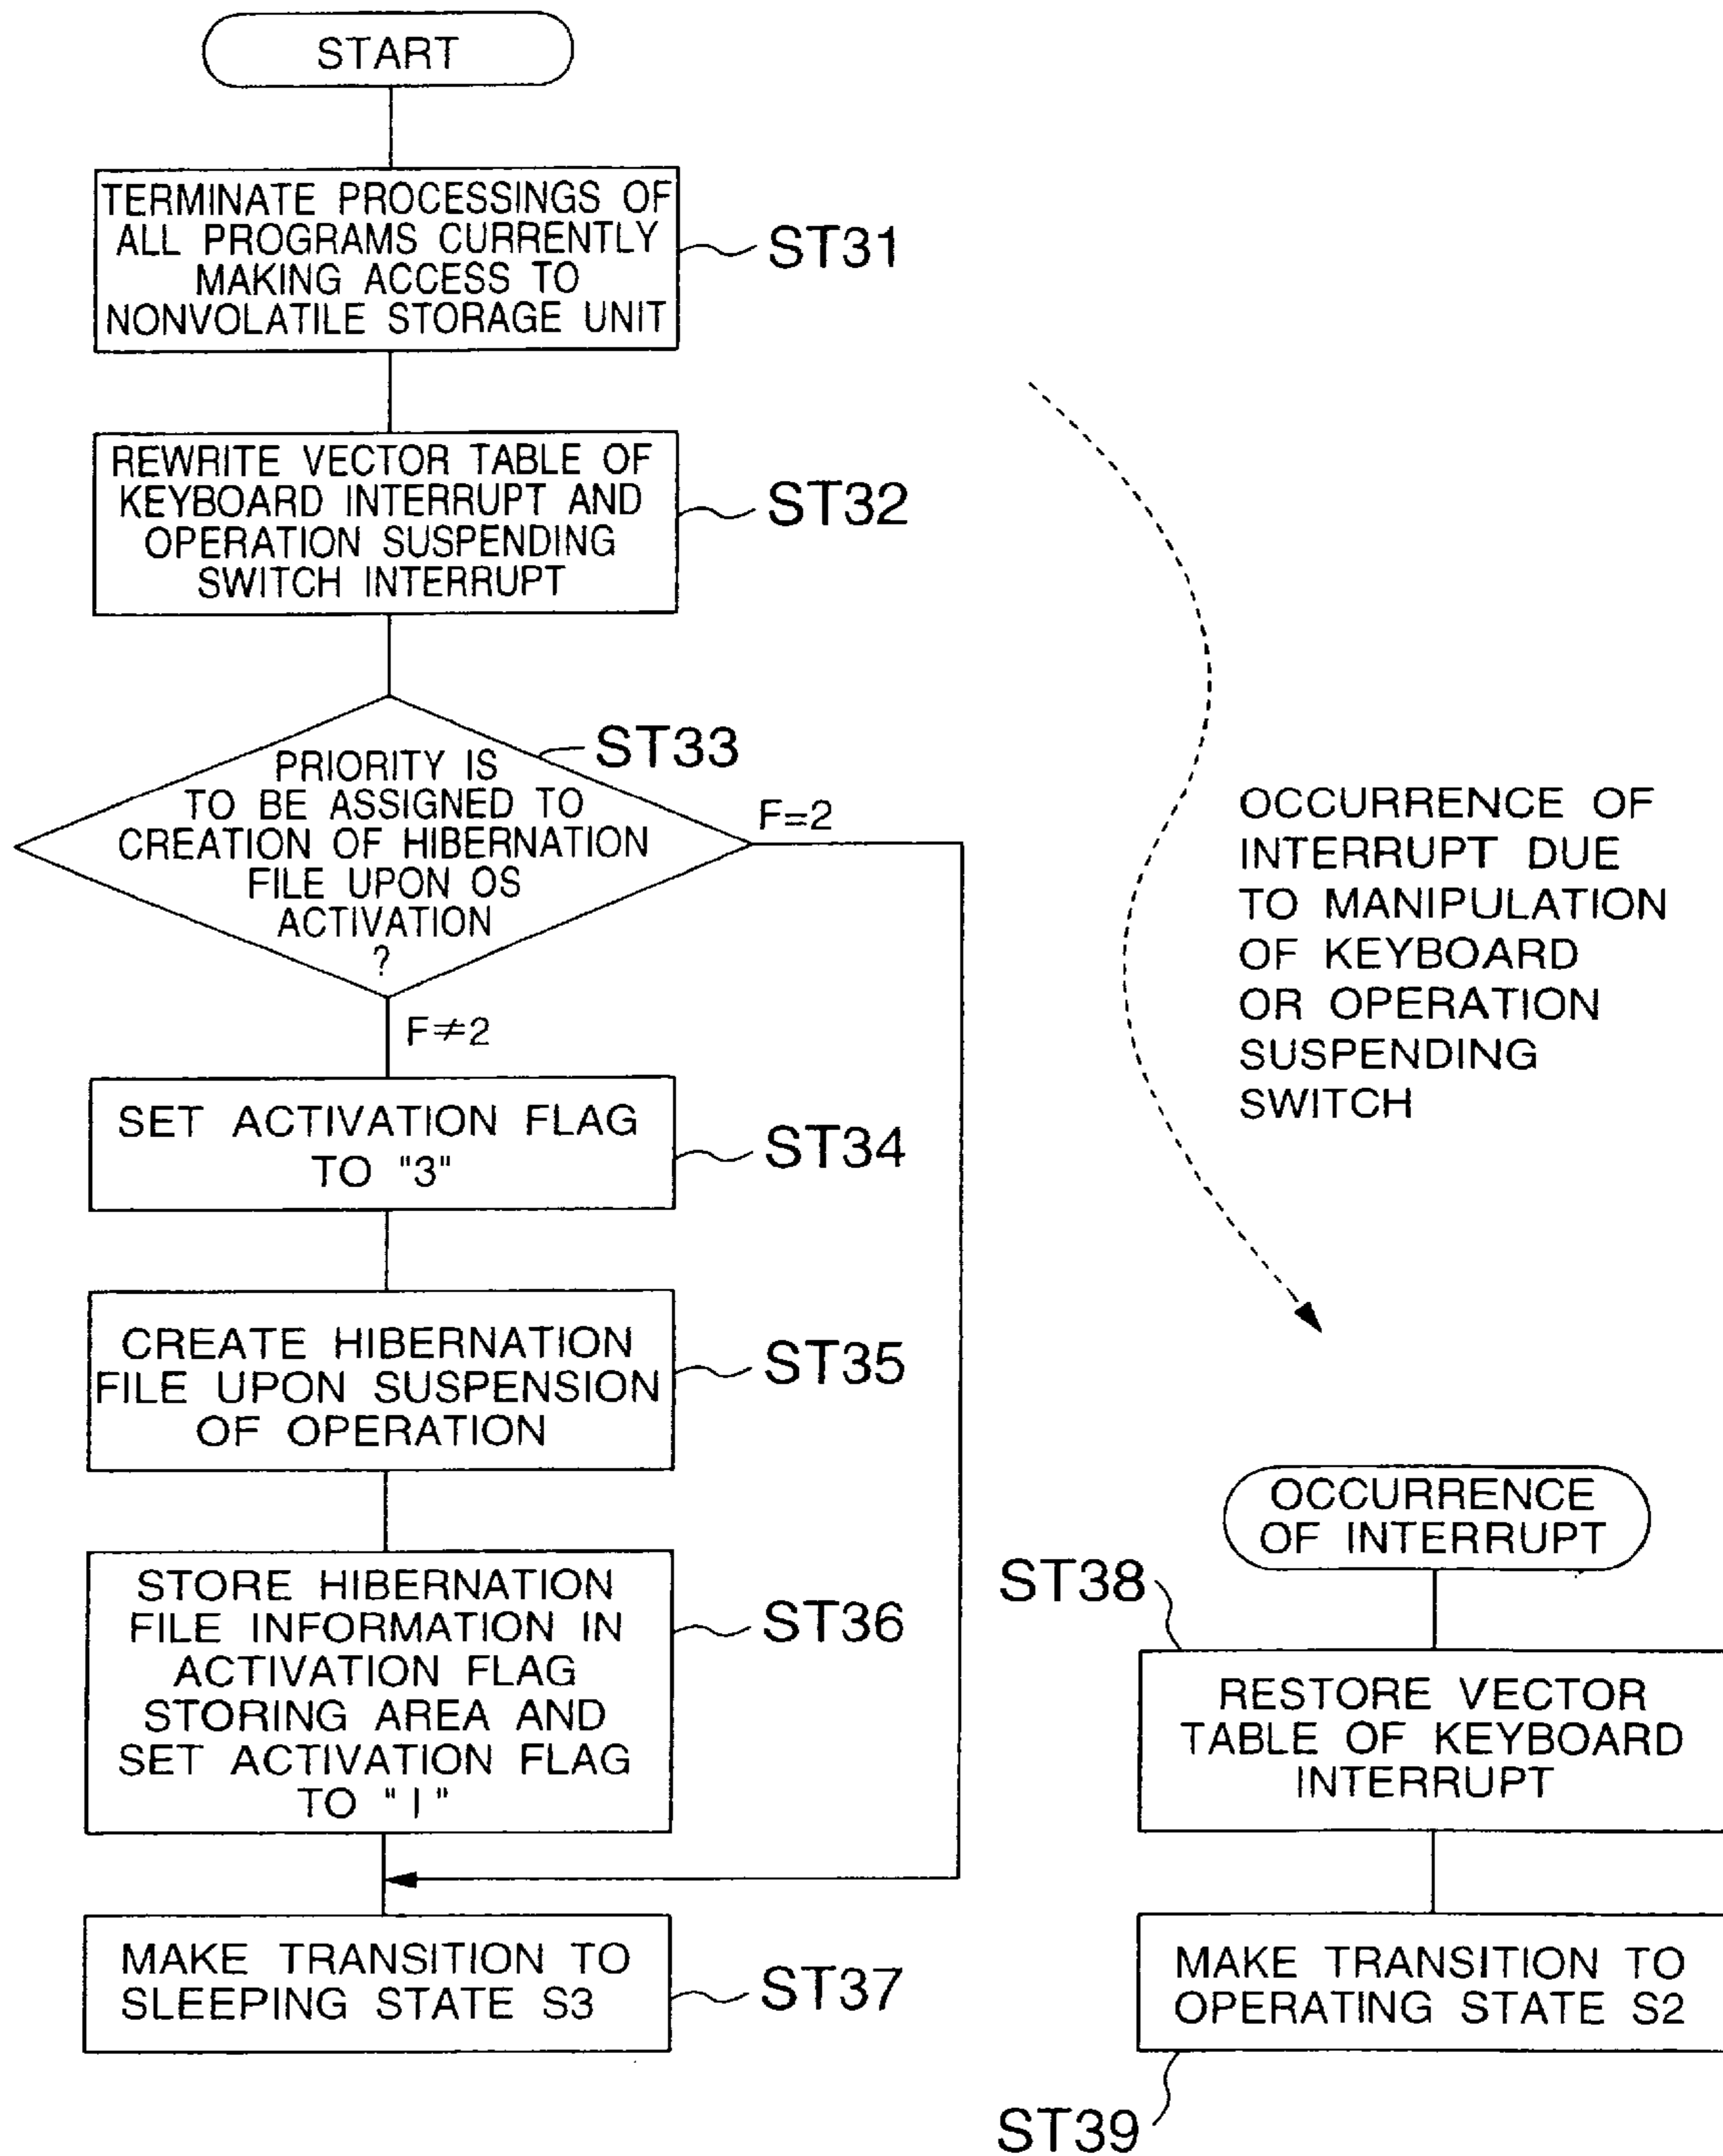 START
TERMINATE PROCESSINGS OF
ALL PROGRAMS CURRENTLY
MAKING ACCESS TO
NONVOLATILE STORAGE UNIT
ST31
REWRITE VECTOR TABLE OF
KEYBOARD INTERRUPT AND
OPERATION SUSPENDING
SWITCH INTERRUPT
ST32
ST33
PRIORITY IS
TO BE ASSIGNED TO
CREATION OF HIBERNATION
FILE UPON OS
ACTIVATION
?
F=2
F≠2
SET ACTIVATION FLAG
TO "3"
ST34
CREATE HIBERNATION
FILE UPON SUSPENSION
OF OPERATION
ST35
STORE HIBERNATION
FILE INFORMATION IN
ACTIVATION FLAG
STORING AREA AND
SET ACTIVATION FLAG
TO "1"
ST36
MAKE TRANSITION TO
SLEEPING STATE S3
ST37
OCCURRENCE OF
INTERRUPT DUE
TO MANIPULATION
OF KEYBOARD
OR OPERATION
SUSPENDING
SWITCH
OCCURRENCE
OF INTERRUPT
ST38
RESTORE VECTOR
TABLE OF KEYBOARD
INTERRUPT
MAKE TRANSITION TO
OPERATING STATE S2
ST39